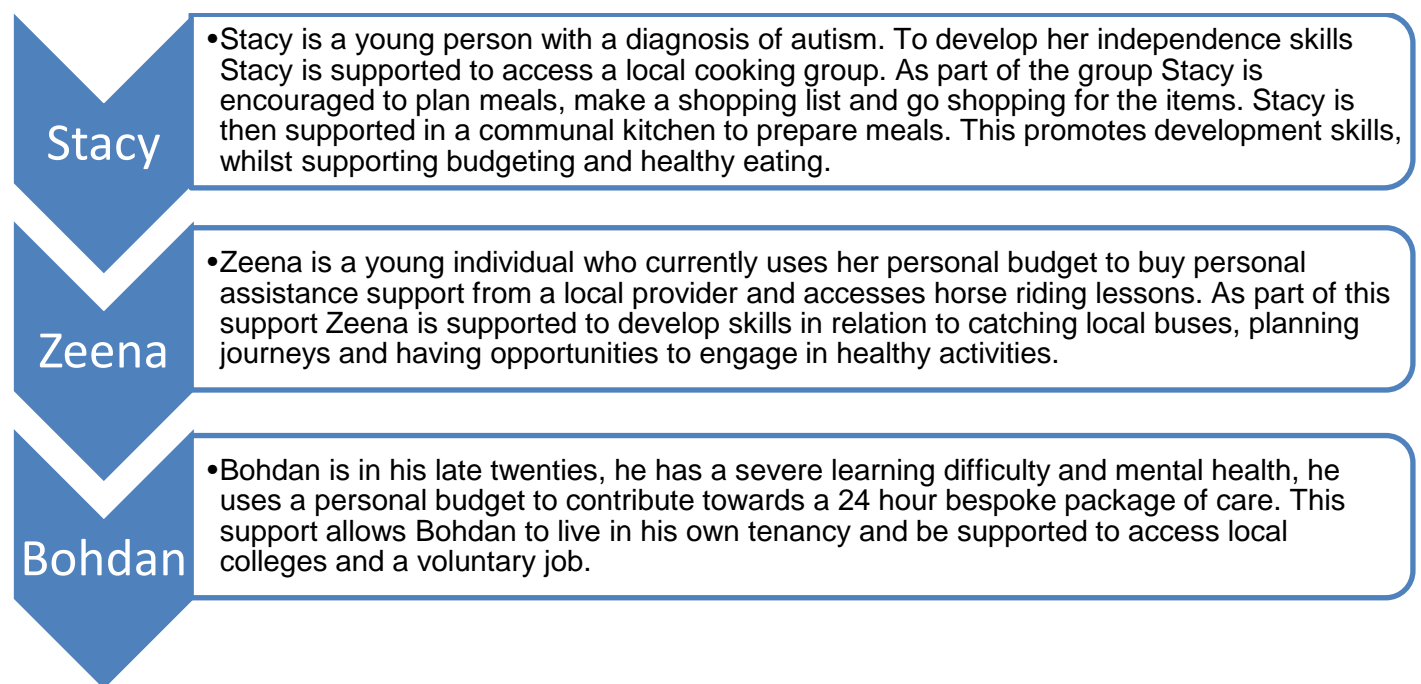 Stacy
•Stacy is a young person with a diagnosis of autism. To develop her independence skills
Stacy is supported to access a local cooking group. As part of the group Stacy is
encouraged to plan meals, make a shopping list and go shopping for the items. Stacy is
then supported in a communal kitchen to prepare meals. This promotes development skills,
whilst supporting budgeting and healthy eating.
Zeena
•Zeena is a young individual who currently uses her personal budget to buy personal
assistance support from a local provider and accesses horse riding lessons. As part of this
support Zeena is supported to develop skills in relation to catching local buses, planning
journeys and having opportunities to engage in healthy activities.
Bohdan
•Bohdan is in his late twenties, he has a severe learning difficulty and mental health, he
uses a personal budget to contribute towards a 24 hour bespoke package of care. This
support allows Bohdan to live in his own tenancy and be supported to access local
colleges and a voluntary job.